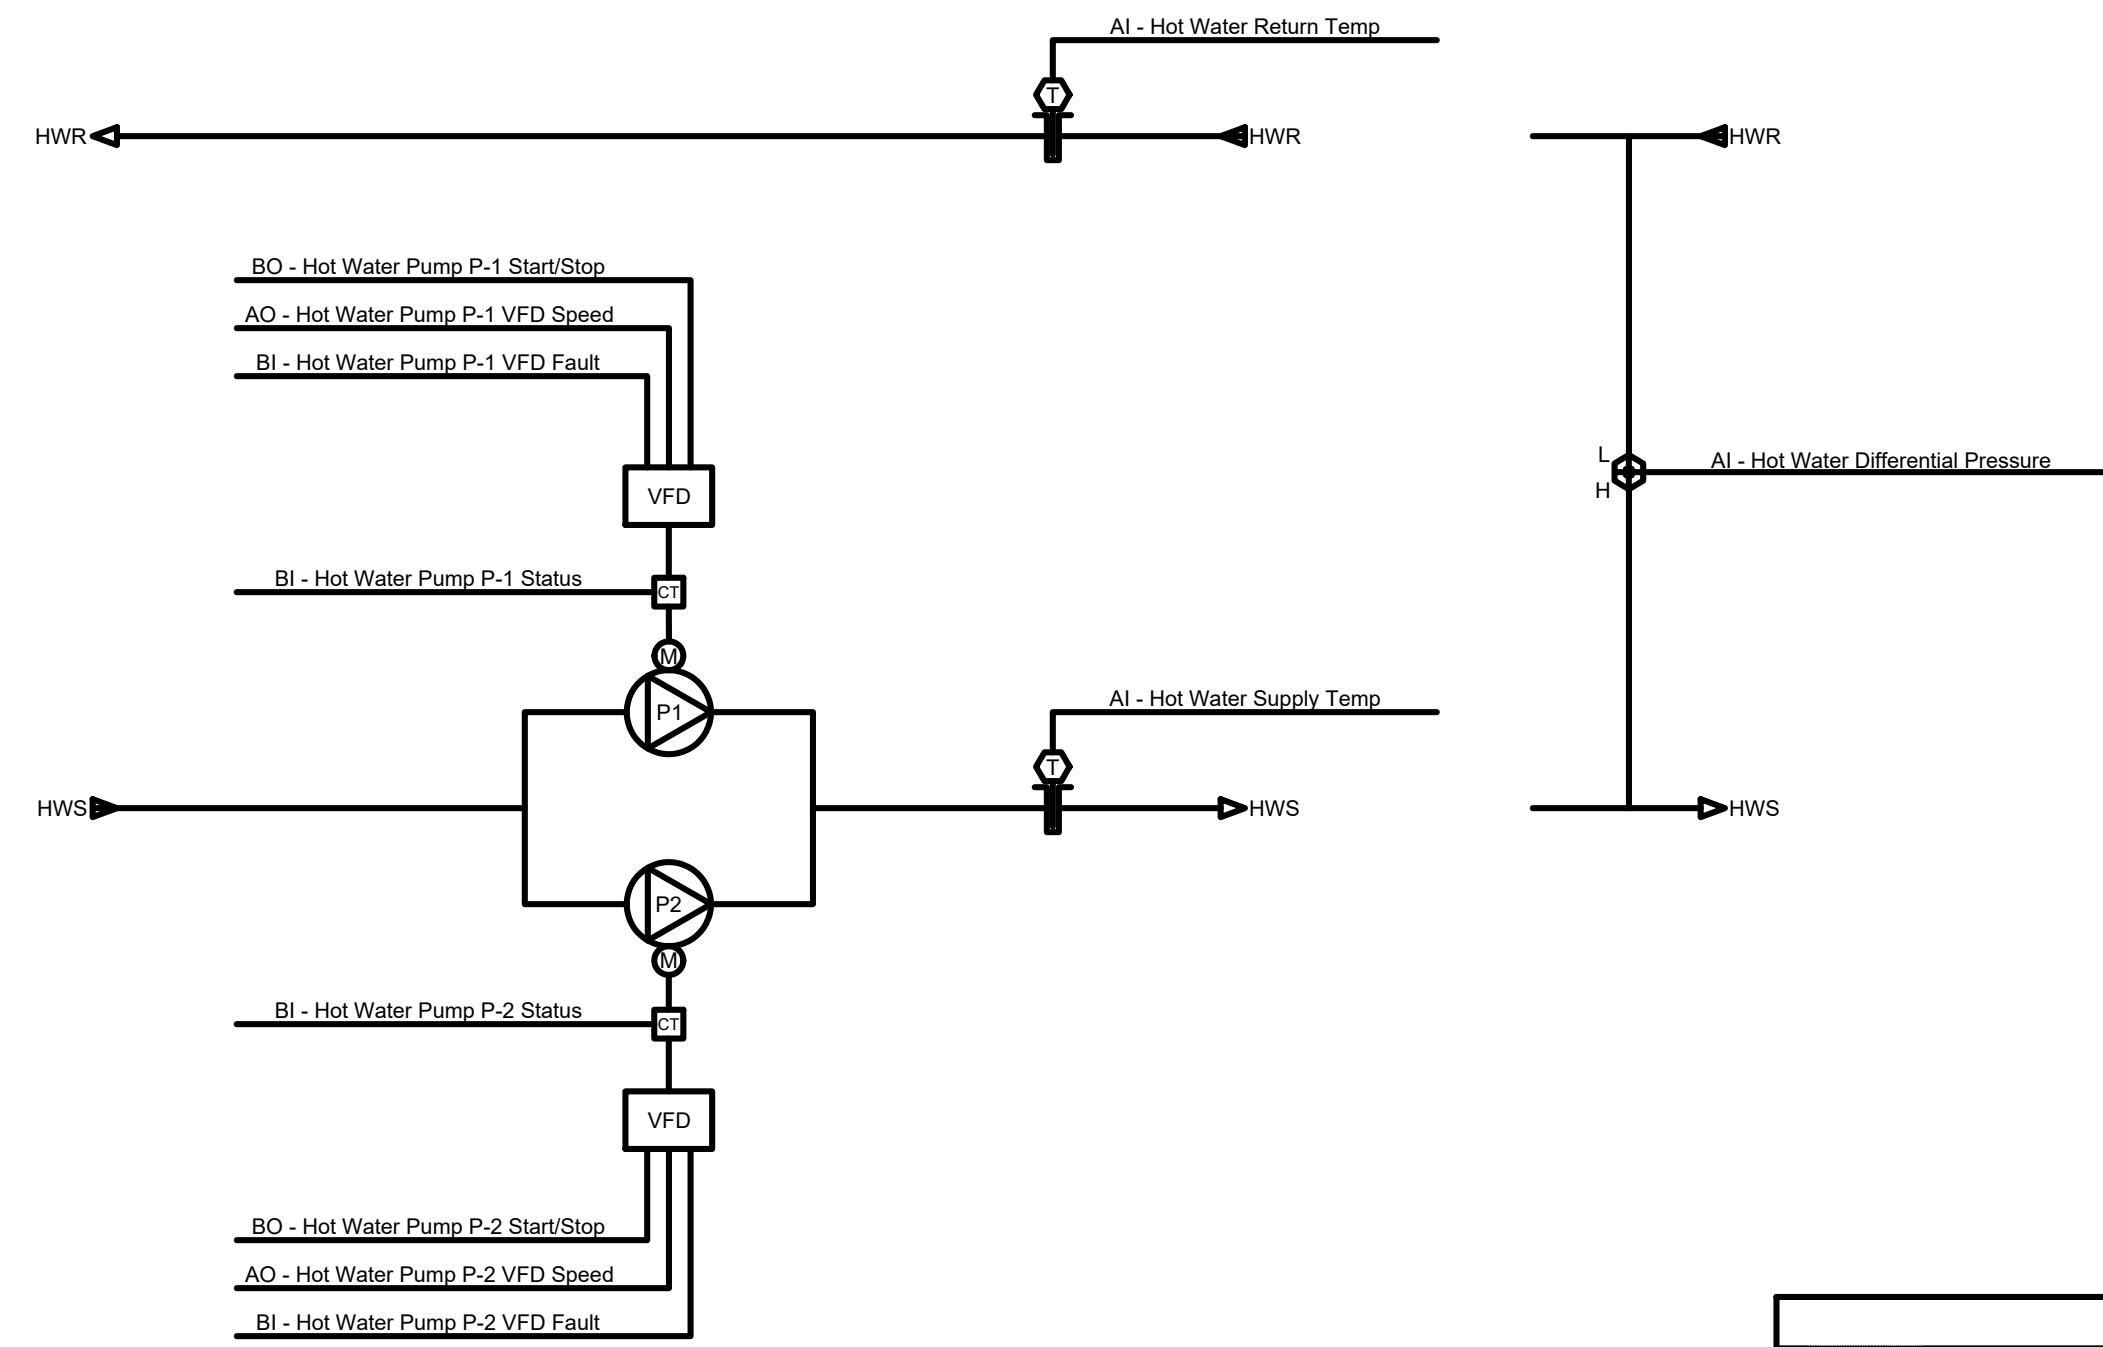 AI - Hot Water Return Temp
T
HWR
HWR
HWR
BO - Hot Water Pump P-1 Start/Stop
AO - Hot Water Pump P-1 VFD Speed
BI - Hot Water Pump P-1 VFD Fault
L
AI - Hot Water Differential Pressure
H
VFD
BI - Hot Water Pump P-1 Status
CT
M
P1
AI - Hot Water Supply Temp
T
HWS
HWS
HWS
P2
M
BI - Hot Water Pump P-2 Status
CT
VFD
BO - Hot Water Pump P-2 Start/Stop
AO - Hot Water Pump P-2 VFD Speed
BI - Hot Water Pump P-2 VFD Fault